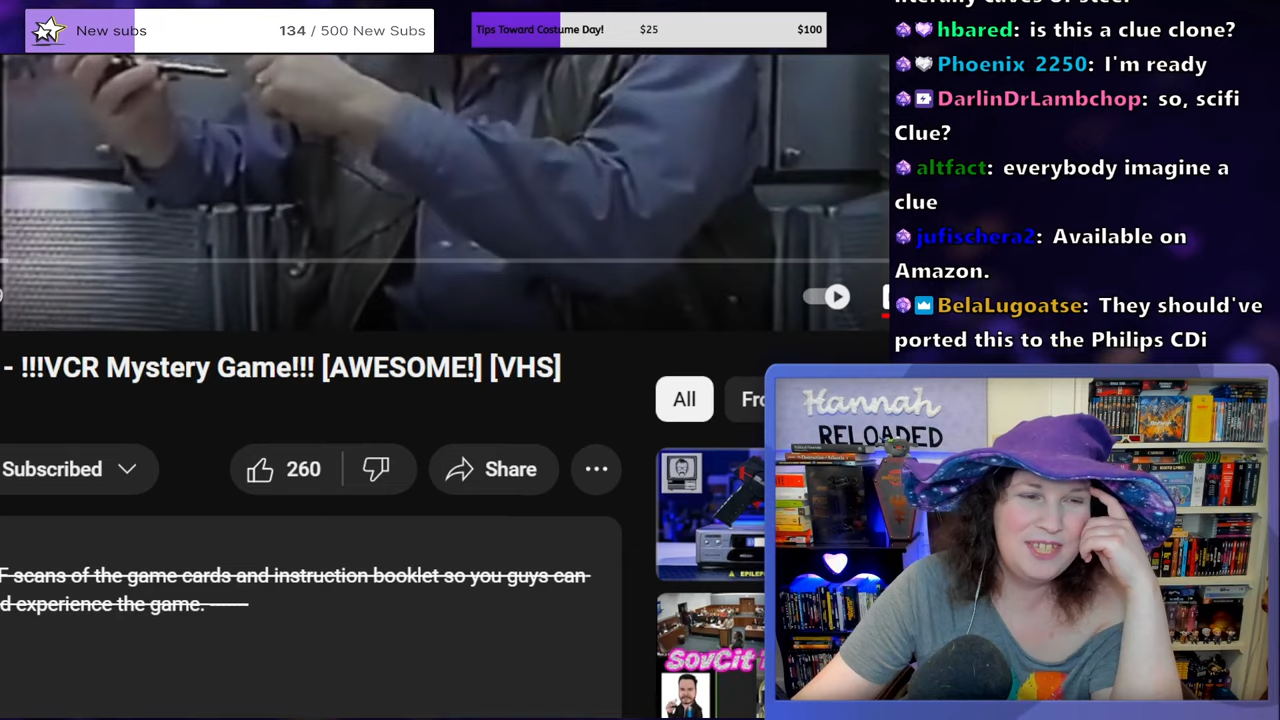 New subs 134 / 500 New Subs
Tips Toward Costume Day! $25 $100
hbared: is this a clue clone?
Phoenix 2250: I'm ready
DarlinDrLambchop: so, scifi
Clue?
altfact: everybody imagine a
clue
jufischera2: Available on
Amazon.
BelaLugoatse: They should've
ported this to the Philips CDi
- !!!VCR Mystery Game!!! [AWESOME!] [VHS]
All
Subscribed 260 Share
F scans of the game cards and instruction booklet so you guys can
d experience the game. ------
SovCit
Hannah
RELOADED